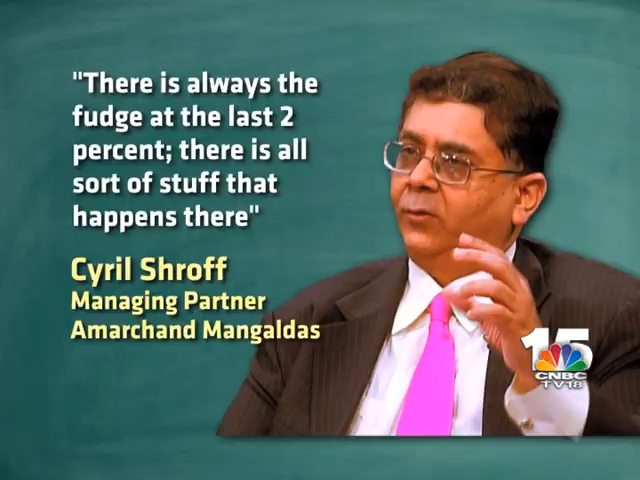 "There is always the
fudge at the last 2
percent; there is all
sort of stuff that
happens there"
Cyril Shroff
Managing Partner
Amarchand Mangaldas
15
CNBC
TV18